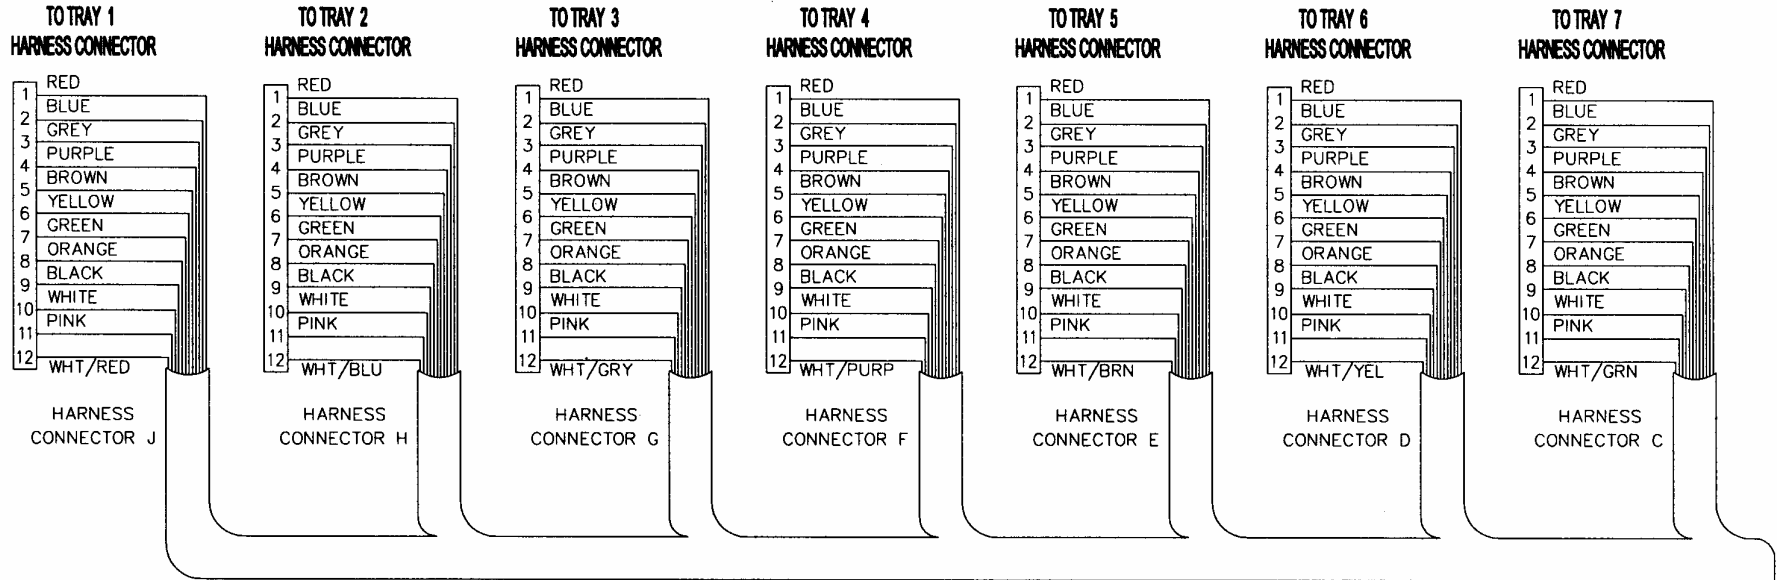 TO TRAY 1
HARNESS CONNECTOR
RED
1
BLUE
2
GREY
3
PURPLE
4
BROWN
5
YELLOW
6
GREEN
7
ORANGE
8
BLACK
9
WHITE
10
PINK
11
12
WHT/RED
HARNESS
CONNECTOR J
TO TRAY 2
HARNESS CONNECTOR
RED
1
BLUE
2
GREY
3
PURPLE
4
BROWN
5
YELLOW
6
GREEN
7
ORANGE
8
BLACK
9
WHITE
10
PINK
11
12
WHT/BLU
HARNESS
CONNECTOR H
TO TRAY 3
HARNESS CONNECTOR
RED
1
BLUE
2
GREY
3
PURPLE
4
BROWN
5
YELLOW
6
GREEN
7
ORANGE
8
BLACK
9
WHITE
10
PINK
11
12
WHT/GRY
HARNESS
CONNECTOR G
TO TRAY 4
HARNESS CONNECTOR
RED
1
BLUE
2
GREY
3
PURPLE
4
BROWN
5
YELLOW
6
GREEN
7
ORANGE
8
BLACK
9
WHITE
10
PINK
11
12
WHT/PURP
HARNESS
CONNECTOR F
TO TRAY 5
HARNESS CONNECTOR
RED
1
BLUE
2
GREY
3
PURPLE
4
BROWN
5
YELLOW
6
GREEN
7
ORANGE
8
BLACK
9
WHITE
10
PINK
11
12
WHT/BRN
HARNESS
CONNECTOR E
TO TRAY 6
HARNESS CONNECTOR
RED
1
BLUE
2
GREY
3
PURPLE
4
BROWN
5
YELLOW
6
GREEN
7
ORANGE
8
BLACK
9
WHITE
10
PINK
11
12
WHT/YEL
HARNESS
CONNECTOR D
TO TRAY 7
HARNESS CONNECTOR
RED
1
BLUE
2
GREY
3
PURPLE
4
BROWN
5
YELLOW
6
GREEN
7
ORANGE
8
BLACK
9
WHITE
10
PINK
11
12
WHT/GRN
HARNESS
CONNECTOR C